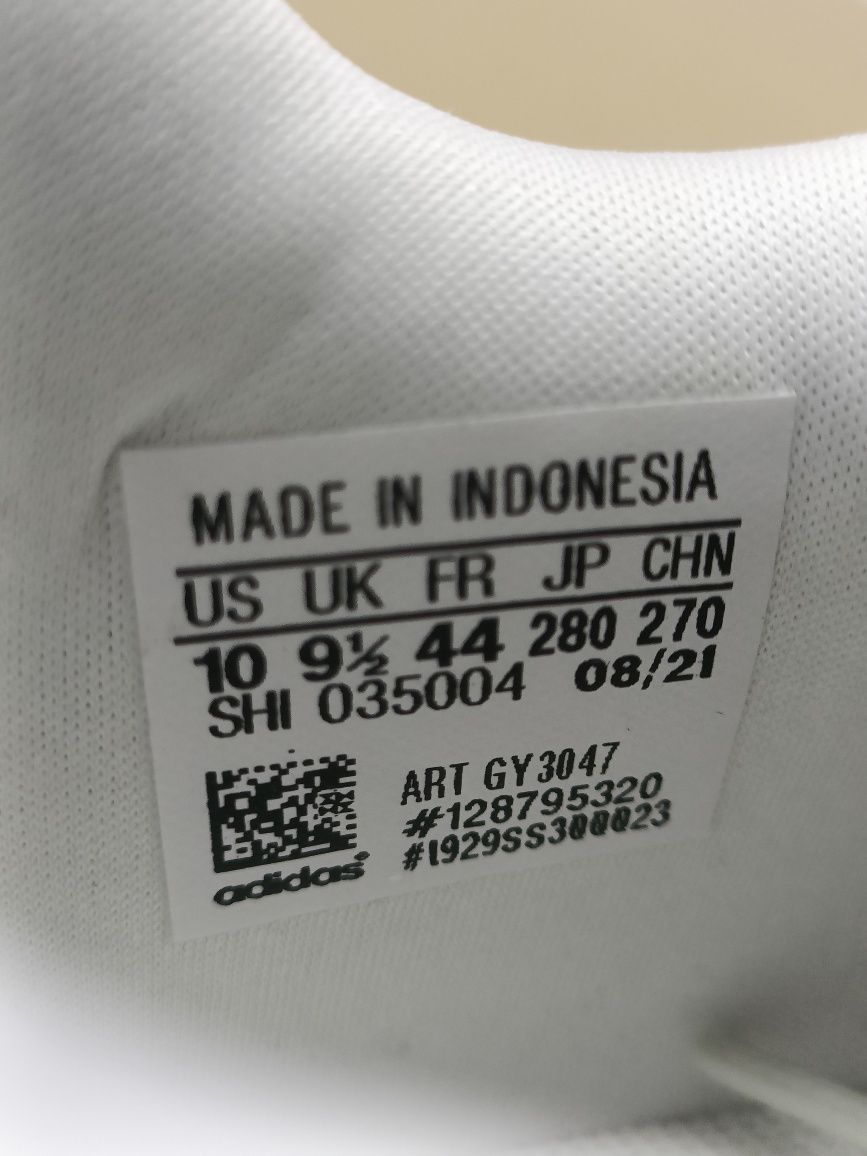 MADE IN INDONESIA
US UK FR JP CHN
10 9½ 44 280 270
SHI 035004 08/21
ART GY3047
#128795320
adidas